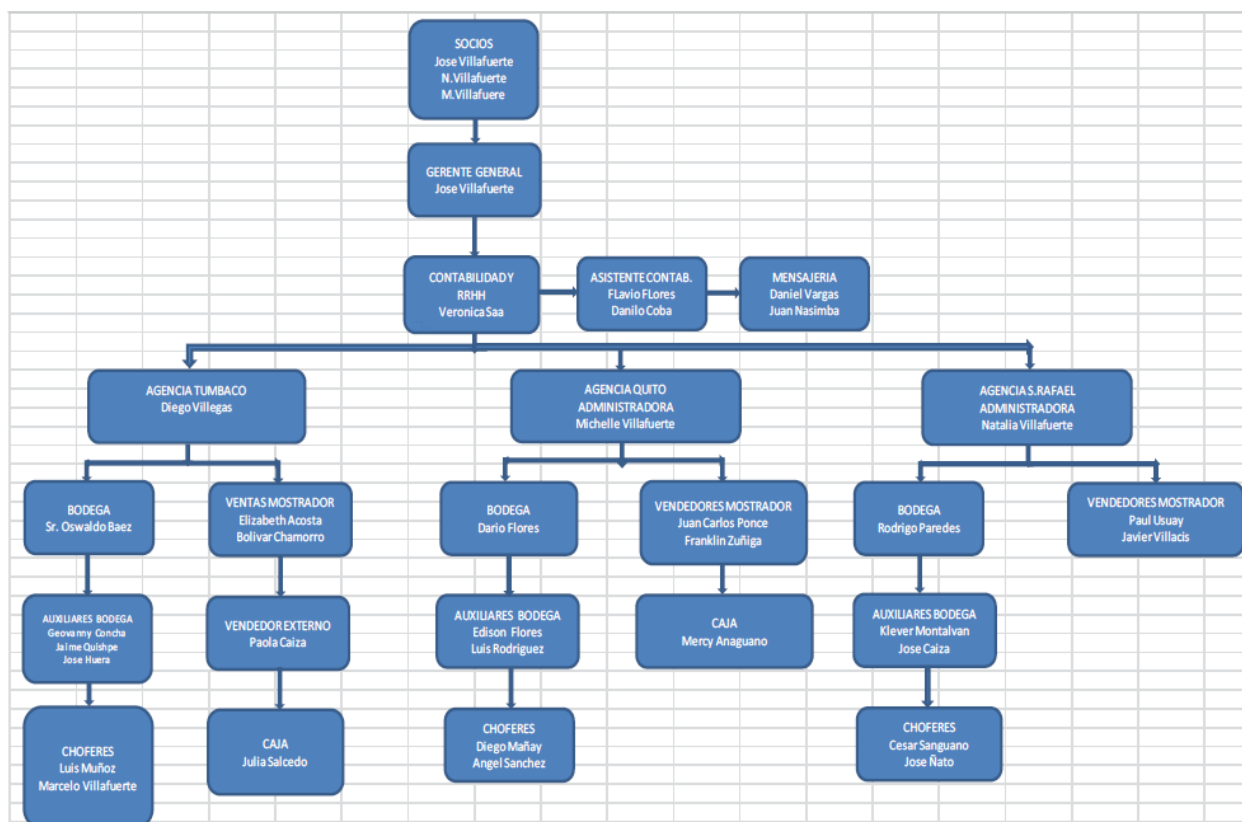 SOCIOS
Jose Villafuerte
N.Villafuerte
M.Villafuere
GERENTE GENERAL
Jose Villafuerte
CONTABILIDAD Y
RRHH
Veronica Saa
ASISTENTE CONTAB.
FLavio FLores
Danilo Coba
MENSAJERIA
Daniel Vargas
Juan Nasimba
AGENCIA TUMBACO
Diego Villegas
AGENCIA QUITO
ADMINISTRADORA
Michelle Villafuerte
AGENCIA S.RAFAEL
ADMINISTRADORA
Natalia Villafuerte
BODEGA
Sr. Oswaldo Baez
VENTAS MOSTRADOR
Elizabeth Acosta
Bolivar Chamorro
BODEGA
Dario Flores
VENDEDORES MOSTRADOR
Juan Carlos Ponce
Franklin Zuñiga
BODEGA
Rodrigo Paredes
VENDEDORES MOSTRADOR
Paul Usuay
Javier Villacis
AUXILIARES BODEGA
Geovanny Concha
Jaime Quishpe
Jose Huera
VENDEDOR EXTERNO
Paola Caiza
AUXILIARES BODEGA
Edison Flores
Luis Rodriguez
CAJA
Mercy Anaguano
AUXILIARES BODEGA
Klever Montalvan
Jose Caiza
CHOFERES
Luis Muñoz
Marcelo Villafuerte
CAJA
Julia Salcedo
CHOFERES
Diego Mañay
Angel Sanchez
CHOFERES
Cesar Sanguano
Jose Ñato